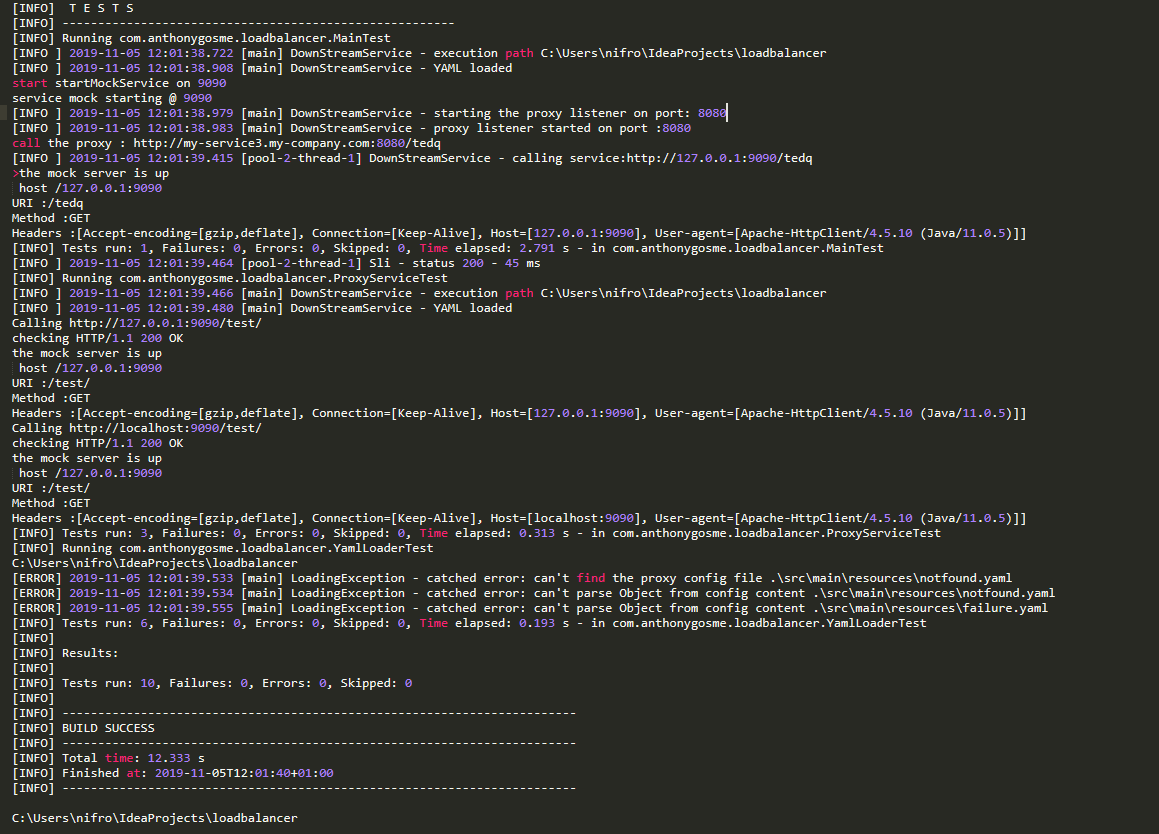 [INFO]  T E S T S
[INFO] -------------------------------------------------------
[INFO] Running com.anthonygosme.loadbalancer.MainTest
[INFO ] 2019-11-05 12:01:38.722 [main] DownStreamService - execution path C:\Users\nifro\IdeaProjects\loadbalancer
[INFO ] 2019-11-05 12:01:38.908 [main] DownStreamService - YAML loaded
start startMockService on 9090
service mock starting @ 9090
[INFO ] 2019-11-05 12:01:38.979 [main] DownStreamService - starting the proxy listener on port: 8080
[INFO ] 2019-11-05 12:01:38.983 [main] DownStreamService - proxy listener started on port :8080
call the proxy : http://my-service3.my-company.com:8080/tedq
[INFO ] 2019-11-05 12:01:39.415 [pool-2-thread-1] DownStreamService - calling service:http://127.0.0.1:9090/tedq
>the mock server is up
 host /127.0.0.1:9090
URI :/tedq
Method :GET
Headers :[Accept-encoding=[gzip,deflate], Connection=[Keep-Alive], Host=[127.0.0.1:9090], User-agent=[Apache-HttpClient/4.5.10 (Java/11.0.5)]]
[INFO] Tests run: 1, Failures: 0, Errors: 0, Skipped: 0, Time elapsed: 2.791 s - in com.anthonygosme.loadbalancer.MainTest
[INFO ] 2019-11-05 12:01:39.464 [pool-2-thread-1] Sli - status 200 - 45 ms
[INFO] Running com.anthonygosme.loadbalancer.ProxyServiceTest
[INFO ] 2019-11-05 12:01:39.466 [main] DownStreamService - execution path C:\Users\nifro\IdeaProjects\loadbalancer
[INFO ] 2019-11-05 12:01:39.480 [main] DownStreamService - YAML loaded
Calling http://127.0.0.1:9090/test/
checking HTTP/1.1 200 OK
the mock server is up
 host /127.0.0.1:9090
URI :/test/
Method :GET
Headers :[Accept-encoding=[gzip,deflate], Connection=[Keep-Alive], Host=[127.0.0.1:9090], User-agent=[Apache-HttpClient/4.5.10 (Java/11.0.5)]]
Calling http://localhost:9090/test/
checking HTTP/1.1 200 OK
the mock server is up
 host /127.0.0.1:9090
URI :/test/
Method :GET
Headers :[Accept-encoding=[gzip,deflate], Connection=[Keep-Alive], Host=[localhost:9090], User-agent=[Apache-HttpClient/4.5.10 (Java/11.0.5)]]
[INFO] Tests run: 3, Failures: 0, Errors: 0, Skipped: 0, Time elapsed: 0.313 s - in com.anthonygosme.loadbalancer.ProxyServiceTest
[INFO] Running com.anthonygosme.loadbalancer.YamlLoaderTest
C:\Users\nifro\IdeaProjects\loadbalancer
[ERROR] 2019-11-05 12:01:39.533 [main] LoadingException - catched error: can't find the proxy config file .\src\main\resources\notfound.yaml
[ERROR] 2019-11-05 12:01:39.534 [main] LoadingException - catched error: can't parse Object from config content .\src\main\resources\notfound.yaml
[ERROR] 2019-11-05 12:01:39.555 [main] LoadingException - catched error: can't parse Object from config content .\src\main\resources\failure.yaml
[INFO] Tests run: 6, Failures: 0, Errors: 0, Skipped: 0, Time elapsed: 0.193 s - in com.anthonygosme.loadbalancer.YamlLoaderTest
[INFO]
[INFO] Results:
[INFO]
[INFO] Tests run: 10, Failures: 0, Errors: 0, Skipped: 0
[INFO]
[INFO] ------------------------------------------------------------------------
[INFO] BUILD SUCCESS
[INFO] ------------------------------------------------------------------------
[INFO] Total time: 12.333 s
[INFO] Finished at: 2019-11-05T12:01:40+01:00
[INFO] ------------------------------------------------------------------------
C:\Users\nifro\IdeaProjects\loadbalancer